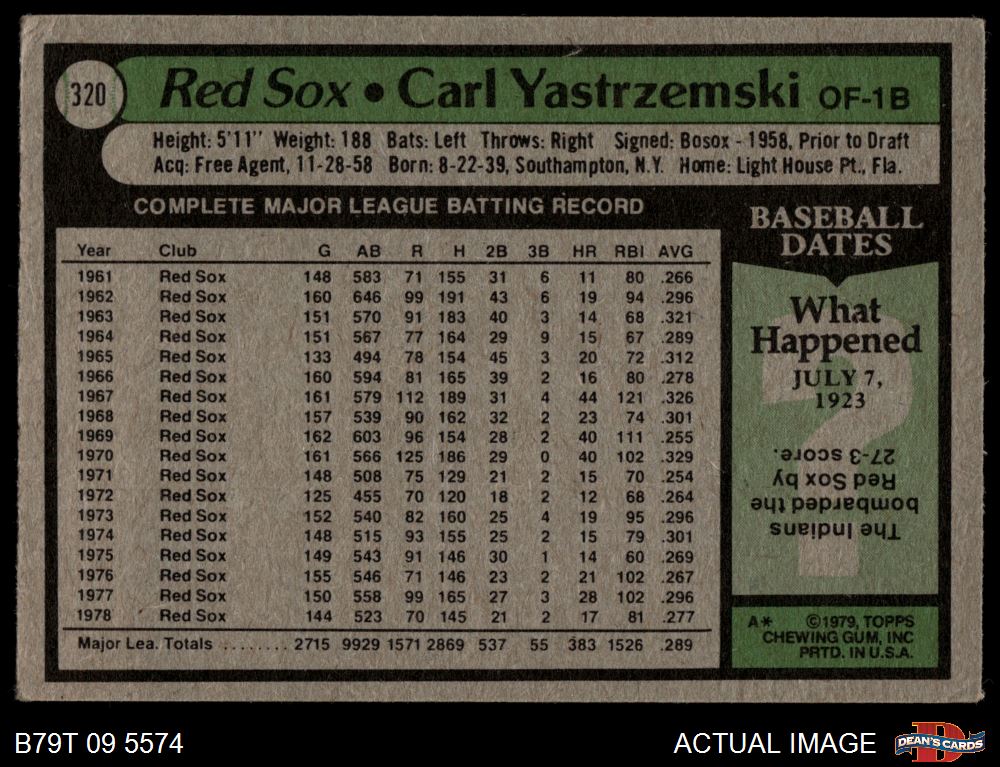 320
Red Sox • Carl Yastrzemski OF-1B
Height: 5'11" Weight: 188 Bats: Left Throws: Right Signed: Bosox - 1958, Prior to Draft
Acq: Free Agent, 11-28-58 Born: 8-22-39, Southampton, N.Y. Home: Light House Pt., Fla.
COMPLETE MAJOR LEAGUE BATTING RECORD
Year Club G AB R H 2B 3B HR RBI AVG
1961 Red Sox 148 583 71 155 31 6 11 80 .266
1962 Red Sox 160 646 99 191 43 6 19 94 .296
1963 Red Sox 151 570 91 183 40 3 14 68 .321
1964 Red Sox 151 567 77 164 29 9 15 67 .289
1965 Red Sox 133 494 78 154 45 3 20 72 .312
1966 Red Sox 160 594 81 165 39 2 16 80 .278
1967 Red Sox 161 579 112 189 31 4 44 121 .326
1968 Red Sox 157 539 90 162 32 2 23 74 .301
1969 Red Sox 162 603 96 154 28 2 40 111 .255
1970 Red Sox 161 566 125 186 29 0 40 102 .329
1971 Red Sox 148 508 75 129 21 2 15 70 .254
1972 Red Sox 125 455 70 120 18 2 12 68 .264
1973 Red Sox 152 540 82 160 25 4 19 95 .296
1974 Red Sox 148 515 93 155 25 2 15 79 .301
1975 Red Sox 149 543 91 146 30 1 14 60 .269
1976 Red Sox 155 546 71 146 23 2 21 102 .267
1977 Red Sox 150 558 99 165 27 3 28 102 .296
1978 Red Sox 144 523 70 145 21 2 17 81 .277
Major Lea. Totals ........ 2715 9929 1571 2869 537 55 383 1526 .289
BASEBALL
DATES
What
Happened
JULY 7,
1923
The Indians
bombarded the
Red Sox by
27-3 score.
A* ©1979, TOPPS
CHEWING GUM, INC
PRTD. IN U.S.A.
B79T 09 5574
ACTUAL IMAGE
D
DEAN'S CARDS